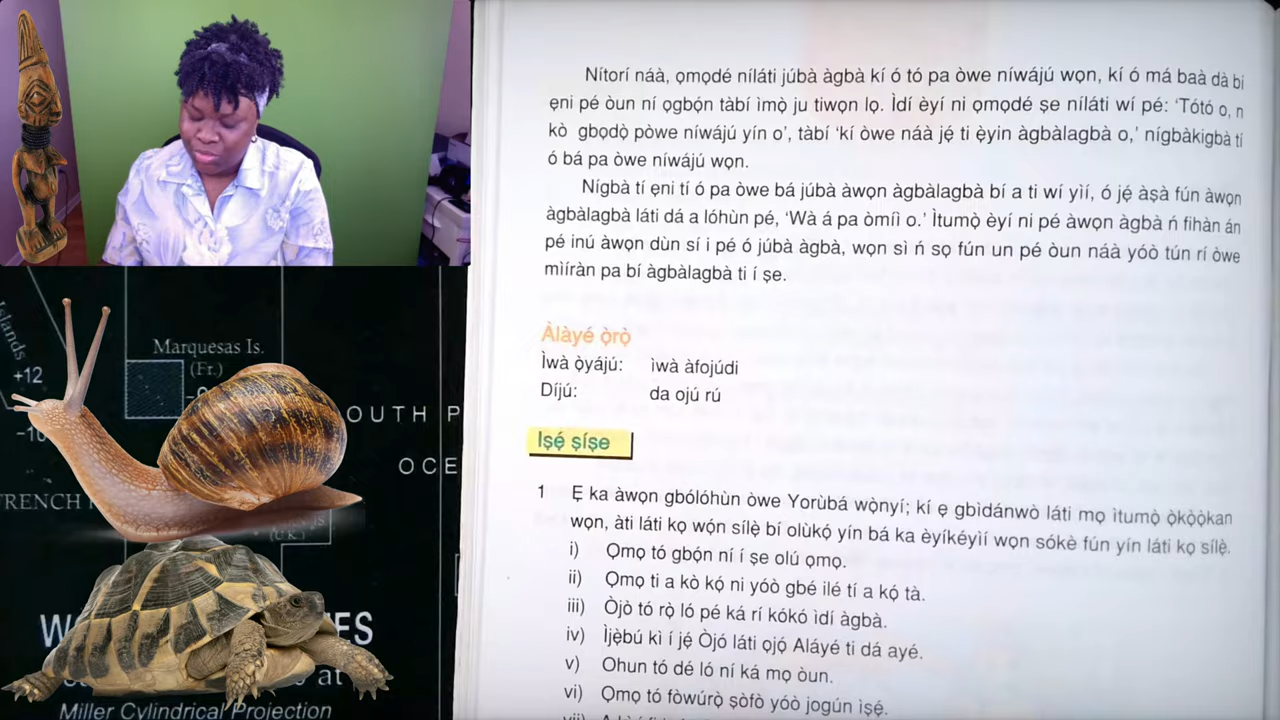 Nítorí náà, ọmọdé níláti júbà àgbà kí ó tó pa òwe níwájú wọn, kí ó má baà dà bi
ẹni pé òun ní ọgbọ́n tàbí ìmọ̀ ju tiwọn lọ. Ìdí èyí ni ọmọdé ṣe níláti wí pé: ‘Tótó o, n
kò gbọdọ̀ pòwe níwájú yín o’, tàbí ‘kí òwe náà jẹ́ ti ẹ̀yin àgbàlagbà o,’ nígbàkigbà tí
ó bá pa òwe níwájú wọn.
Nígbà tí ẹni tí ó pa òwe bá júbà àwọn àgbàlagbà bí a ti wí yìí, ó jẹ́ àṣà fún àwọn
àgbàlagbà láti dá a lóhùn pé, ‘Wà á pa òmíì o.’ Ìtumọ̀ èyí ni pé àwọn àgbà ń fihàn án
pé inú àwọn dùn sí i pé ó júbà àgbà, wọn sì ń sọ fún un pé òun náà yóò tún rí òwe
mìíràn pa bí àgbàlagbà ti í ṣe.
Àlàyé ọ̀rọ̀
Ìwà ọ̀yájú: ìwà àfojúdi
Díjú: da ojú rú
Iṣẹ́ ṣíṣe
1 Ẹ ka àwọn gbólóhùn òwe Yorùbá wọ̀nyí; kí ẹ gbìdánwò láti mọ ìtumọ̀ ọ̀kọ̀ọ̀kan
wọn, àti láti kọ wọ́n sílẹ̀ bí olùkọ́ yín bá ka èyíkéyìí wọn sókè fún yín láti kọ sílẹ̀.
i) Ọmọ tó gbọ́n ní í ṣe olú ọmọ.
ii) Ọmọ ti a kò kọ́ ni yóò gbé ilé tí a kọ́ tà.
iii) Òjò tó rọ̀ ló pé ká rí kókó ìdí àgbà.
iv) Ìjẹ̀bú kì í jẹ́ Òjó láti ọjọ́ Aláyé ti dá ayé.
v) Ohun tó dé ló ní ká mọ òun.
vi) Ọmọ tó fòwúrọ̀ ṣòfò yóò jogún ìṣẹ́.
Islands
+12
Marquesas Is.
(Fr.)
OUTH P
OCE
FRENCH
(U.K.)
ES
at
Miller Cylindrical Projection